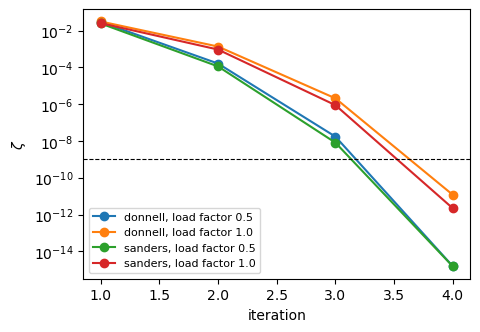 10⁻²
10⁻⁴
10⁻⁶
10⁻⁸
10⁻¹⁰
10⁻¹²
10⁻¹⁴
ζ
donnell, load factor 0.5
donnell, load factor 1.0
sanders, load factor 0.5
sanders, load factor 1.0
1.0 1.5 2.0 2.5 3.0 3.5 4.0
iteration